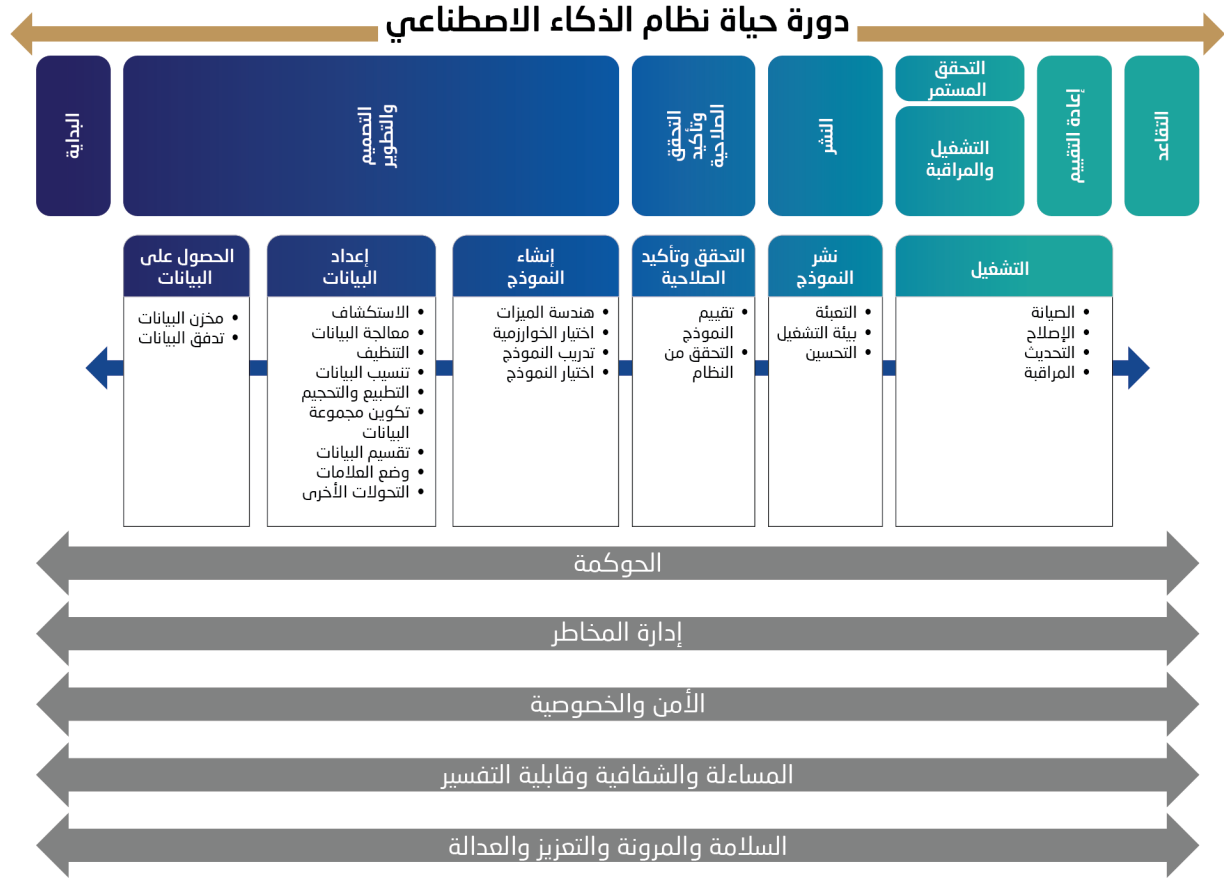 دورة حياة نظام الذكاء الاصطناعي
البداية
التصميم
والتطوير
التحقق
وتأكيد
الصلاحية
النشر
التحقق
المستمر
التشغيل
والمراقبة
إعادة التقييم
التقاعد
الحصول على
البيانات
• مخزن البيانات
• تدفق البيانات
إعداد
البيانات
• الاستكشاف
• معالجة البيانات
• التنظيف
• تنسيب البيانات
• التطبيع والتحجيم
• تكوين مجموعة
البيانات
• تقسيم البيانات
• وضع العلامات
• التحولات الأخرى
إنشاء
النموذج
• هندسة الميزات
• اختيار الخوارزمية
• تدريب النموذج
• اختيار النموذج
التحقق وتأكيد
الصلاحية
• تقييم
النموذج
• التحقق من
النظام
نشر
النموذج
• التعبئة
• بيئة التشغيل
• التحسين
التشغيل
• الصيانة
• الإصلاح
• التحديث
• المراقبة
الحوكمة
إدارة المخاطر
الأمن والخصوصية
المساءلة والشفافية وقابلية التفسير
السلامة والمرونة والتعزيز والعدالة